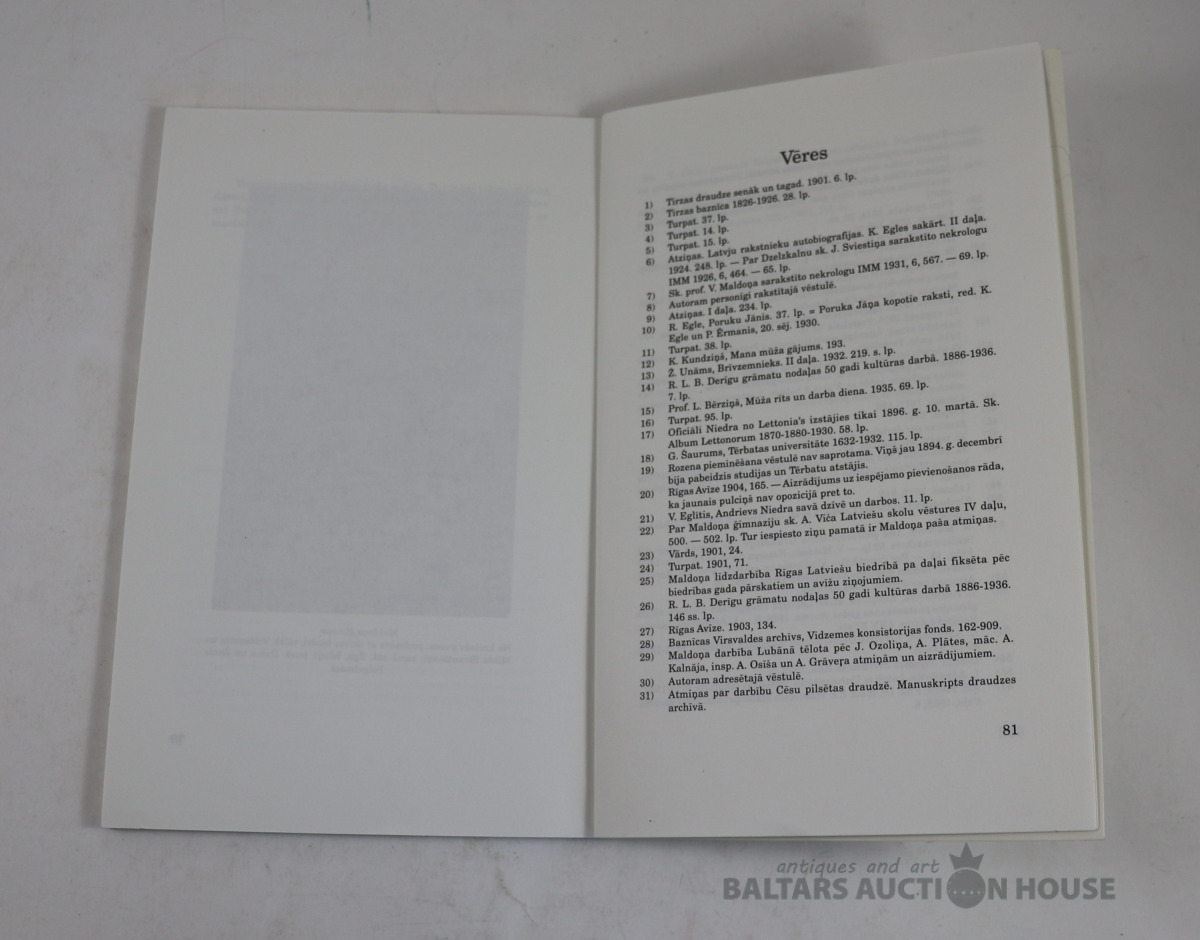 Vēres
1) Tirzas draudze senāk un tagad. 1901. 6. lp.
2) Tirzas baznīca 1826-1926. 28. lp.
3) Turpat. 37. lp.
4) Turpat. 14. lp.
5) Turpat. 15. lp.
6) Atziņas. Latvju rakstnieku autobiografijas. K. Egles sakārt. II daļa.
1924. 248. lp. — Par Dzelzkalnu sk. J. Sviestiņa sarakstīto nekrologu
IMM 1926, 6, 464. — 65. lp.
7) Sk. prof. V. Maldoņa sarakstīto nekrologu IMM 1931, 6, 567. — 69. lp.
8) Autoram personīgi rakstītajā vēstulē.
9) Atziņas. I daļa. 234. lp.
10) R. Egle, Poruku Jānis. 37. lp. = Poruka Jāņa kopotie raksti, red. K.
Egle un P. Ērmanis, 20. sēj. 1930.
11) Turpat. 38. lp.
12) K. Kundziņš, Mana mūža gājums. 193.
13) Ž. Unāms, Brīvzemnieks. II daļa. 1932. 219. s. lp.
14) R. L. B. Derīgu grāmatu nodaļas 50 gadi kultūras darbā. 1886-1936.
7. lp.
15) Prof. L. Bērziņš, Mūža rīts un darba diena. 1935. 69. lp.
16) Turpat. 95. lp.
17) Oficiāli Niedra no Lettonia's izstājies tikai 1896. g. 10. martā. Sk.
Album Lettonorum 1870-1880-1930. 58. lp.
18) G. Šaurums, Tērbatas universitāte 1632-1932. 115. lp.
19) Rozena pieminēšana vēstulē nav saprotama. Viņš jau 1894. g. decembrī
bija pabeidzis studijas un Tērbatu atstājis.
20) Rīgas Avīze 1904, 165. — Aizrādījums uz iespējamo pievienošanos rāda,
ka jaunais pulciņš nav opozīcijā pret to.
21) V. Eglītis, Andrievs Niedra savā dzīvē un darbos. 11. lp.
22) Par Maldoņa ģimnaziju sk. A. Vīča Latviešu skolu vēstures IV daļu,
500. — 502. lp. Tur iespiesto ziņu pamatā ir Maldoņa paša atmiņas.
23) Vārds, 1901, 24.
24) Turpat. 1901, 71.
25) Maldoņa līdzdarbība Rīgas Latviešu biedrībā pa daļai fiksēta pēc
biedrības gada pārskatiem un avīžu ziņojumiem.
26) R. L. B. Derīgu grāmatu nodaļas 50 gadi kultūras darbā 1886-1936.
146 ss. lp.
27) Rīgas Avīze. 1903, 134.
28) Baznīcas Virsvaldes archīvs, Vidzemes konsistorijas fonds. 162-909.
29) Maldoņa darbība Lubānā tēlota pēc J. Ozoliņa, A. Plātes, māc. A.
Kalnāja, insp. A. Osīša un A. Grāveŗa atmiņām un aizrādījumiem.
30) Autoram adresētajā vēstulē.
31) Atmiņas par darbību Cēsu pilsētas draudzē. Manuskripts draudzes
archīvā.
81
antiques and art
BALTARS AUCTION HOUSE